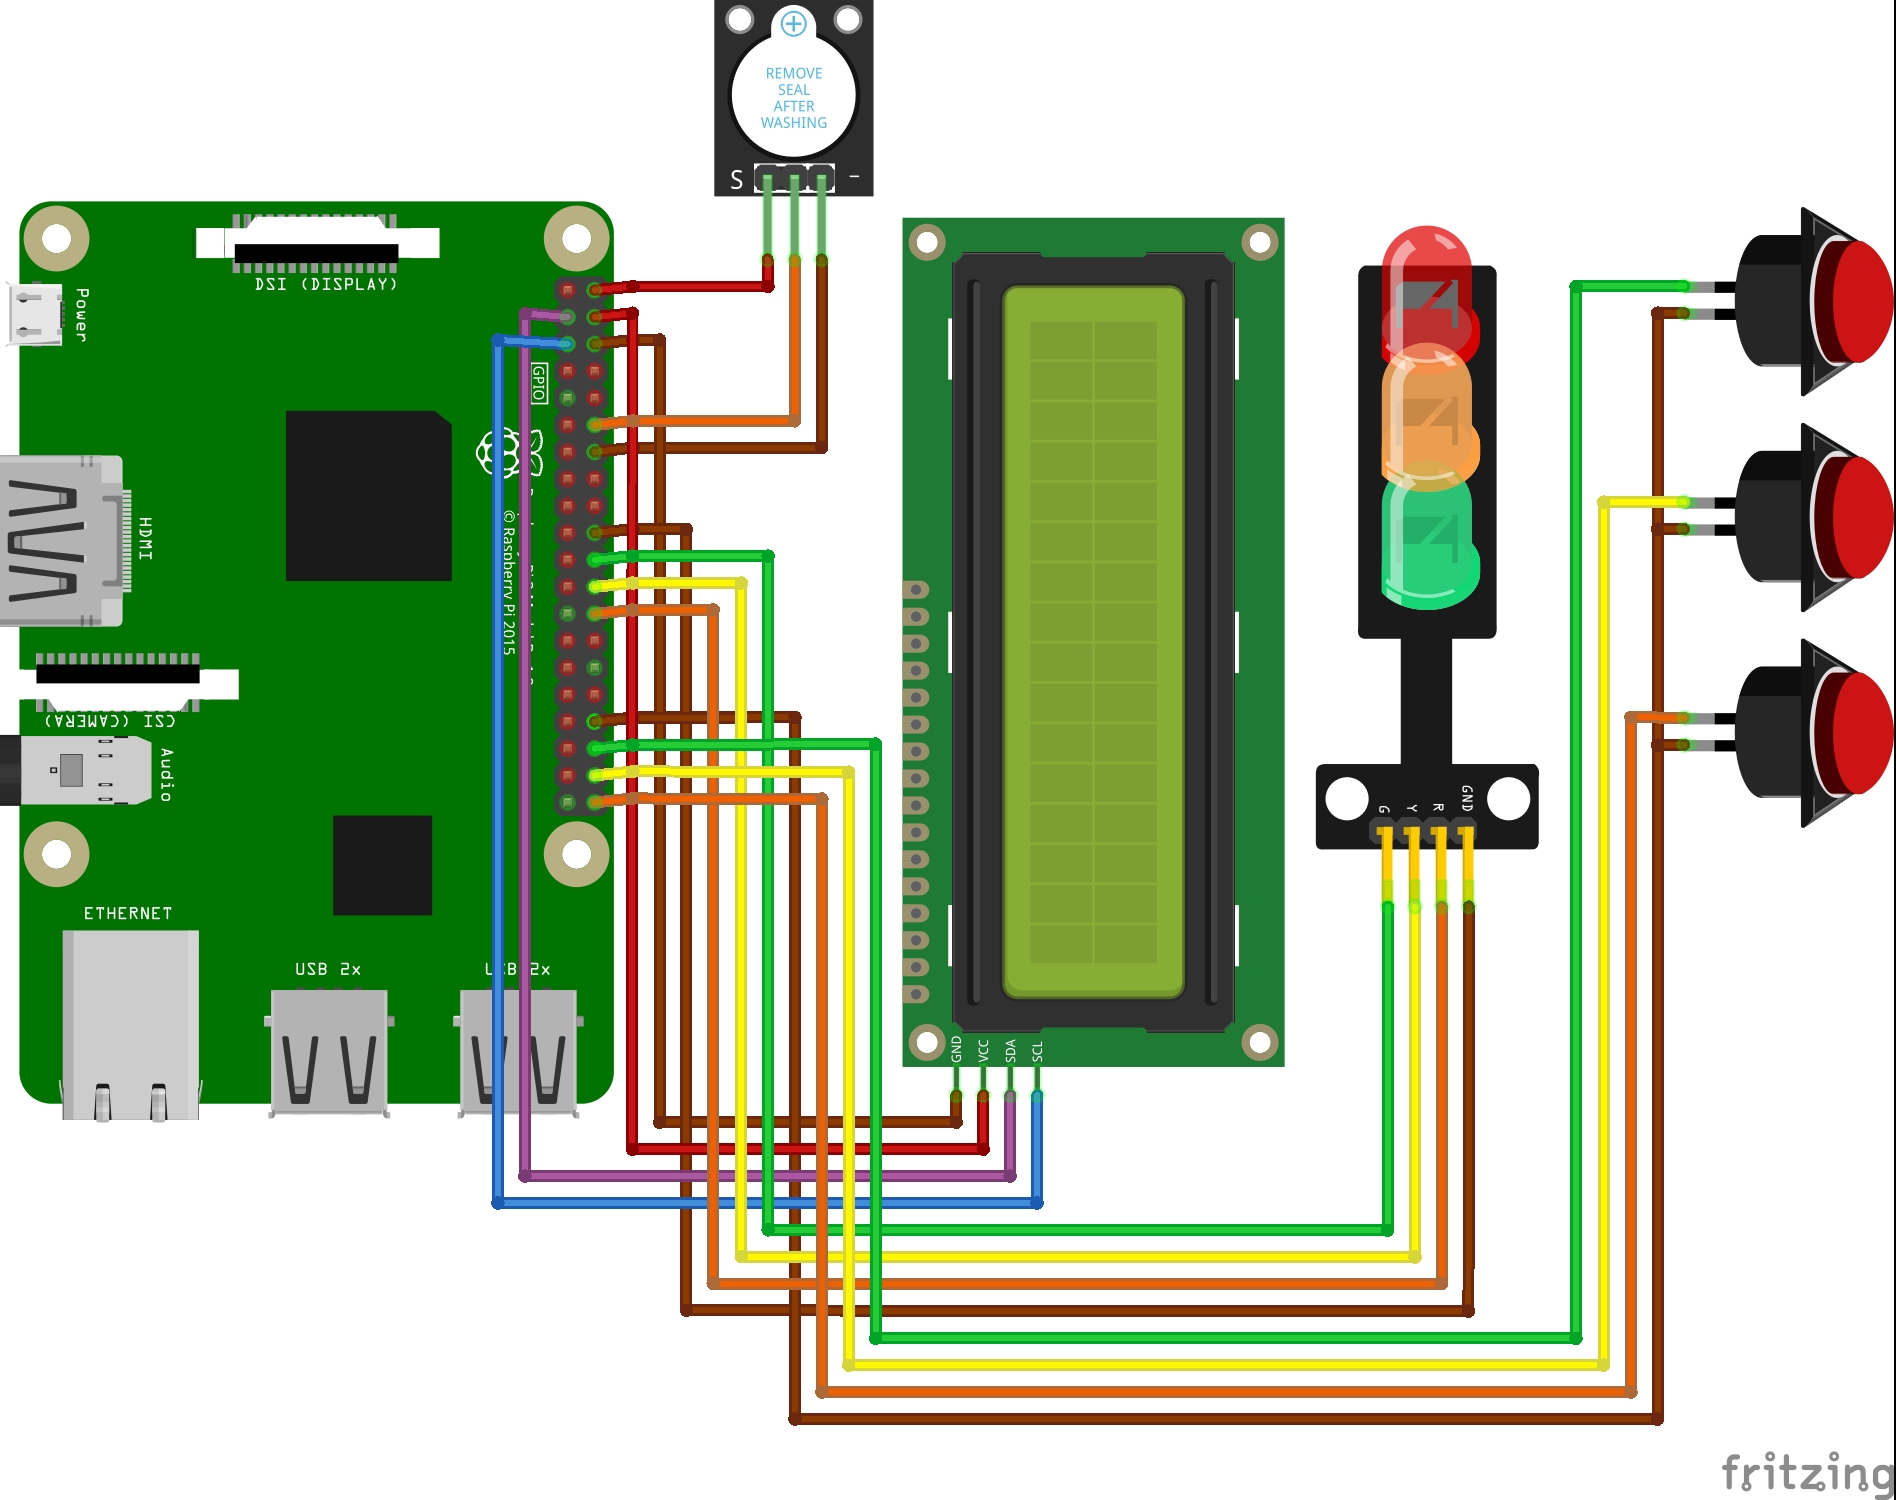 REMOVE
SEAL
AFTER
WASHING
S
−
DSI (DISPLAY)
Power
GPIO
HDMI
© Raspberry Pi 2015
CSI (CAMERA)
Audio
ETHERNET
USB 2x
USB 2x
GND
VCC
SDA
SCL
G
Y
R
GND
fritzing